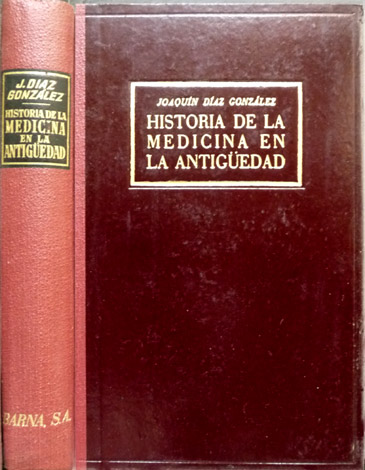 J. DIAZ
GONZÁLEZ
HISTORIA DE LA
MEDICINA
EN LA
ANTIGÜEDAD
BARNA, S.A.
JOAQUÍN DÍAZ GONZÁLEZ
HISTORIA DE LA
MEDICINA EN
LA ANTIGÜEDAD